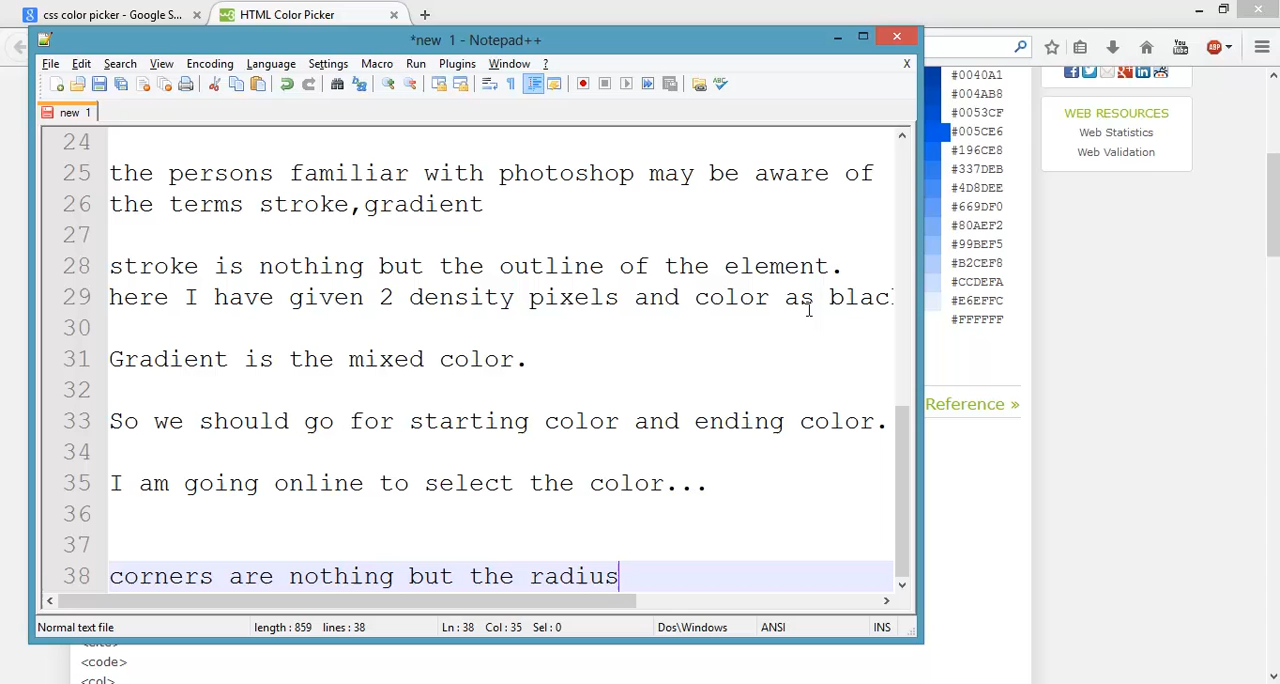 css color picker - Google S...
HTML Color Picker
*new 1 - Notepad++
File Edit Search View Encoding Language Settings Macro Run Plugins Window ? X
new 1
24
25 the persons familiar with photoshop may be aware of
26 the terms stroke,gradient
27
28 stroke is nothing but the outline of the element.
29 here I have given 2 density pixels and color as blac
30
31 Gradient is the mixed color.
32
33 So we should go for starting color and ending color.
34
35 I am going online to select the color...
36
37
38 corners are nothing but the radius
Normal text file length : 859 lines : 38 Ln : 38 Col : 35 Sel : 0 Dos\Windows ANSI INS
#0040A1
#004AB8
#0053CF
#005CE6
#196CE8
#337DEB
#4D8DEE
#669DF0
#80AEF2
#99BEF5
#B2CEF8
#CCDEFA
#E6EFFC
#FFFFFF
WEB RESOURCES
Web Statistics
Web Validation
Reference »
<code>
<col>